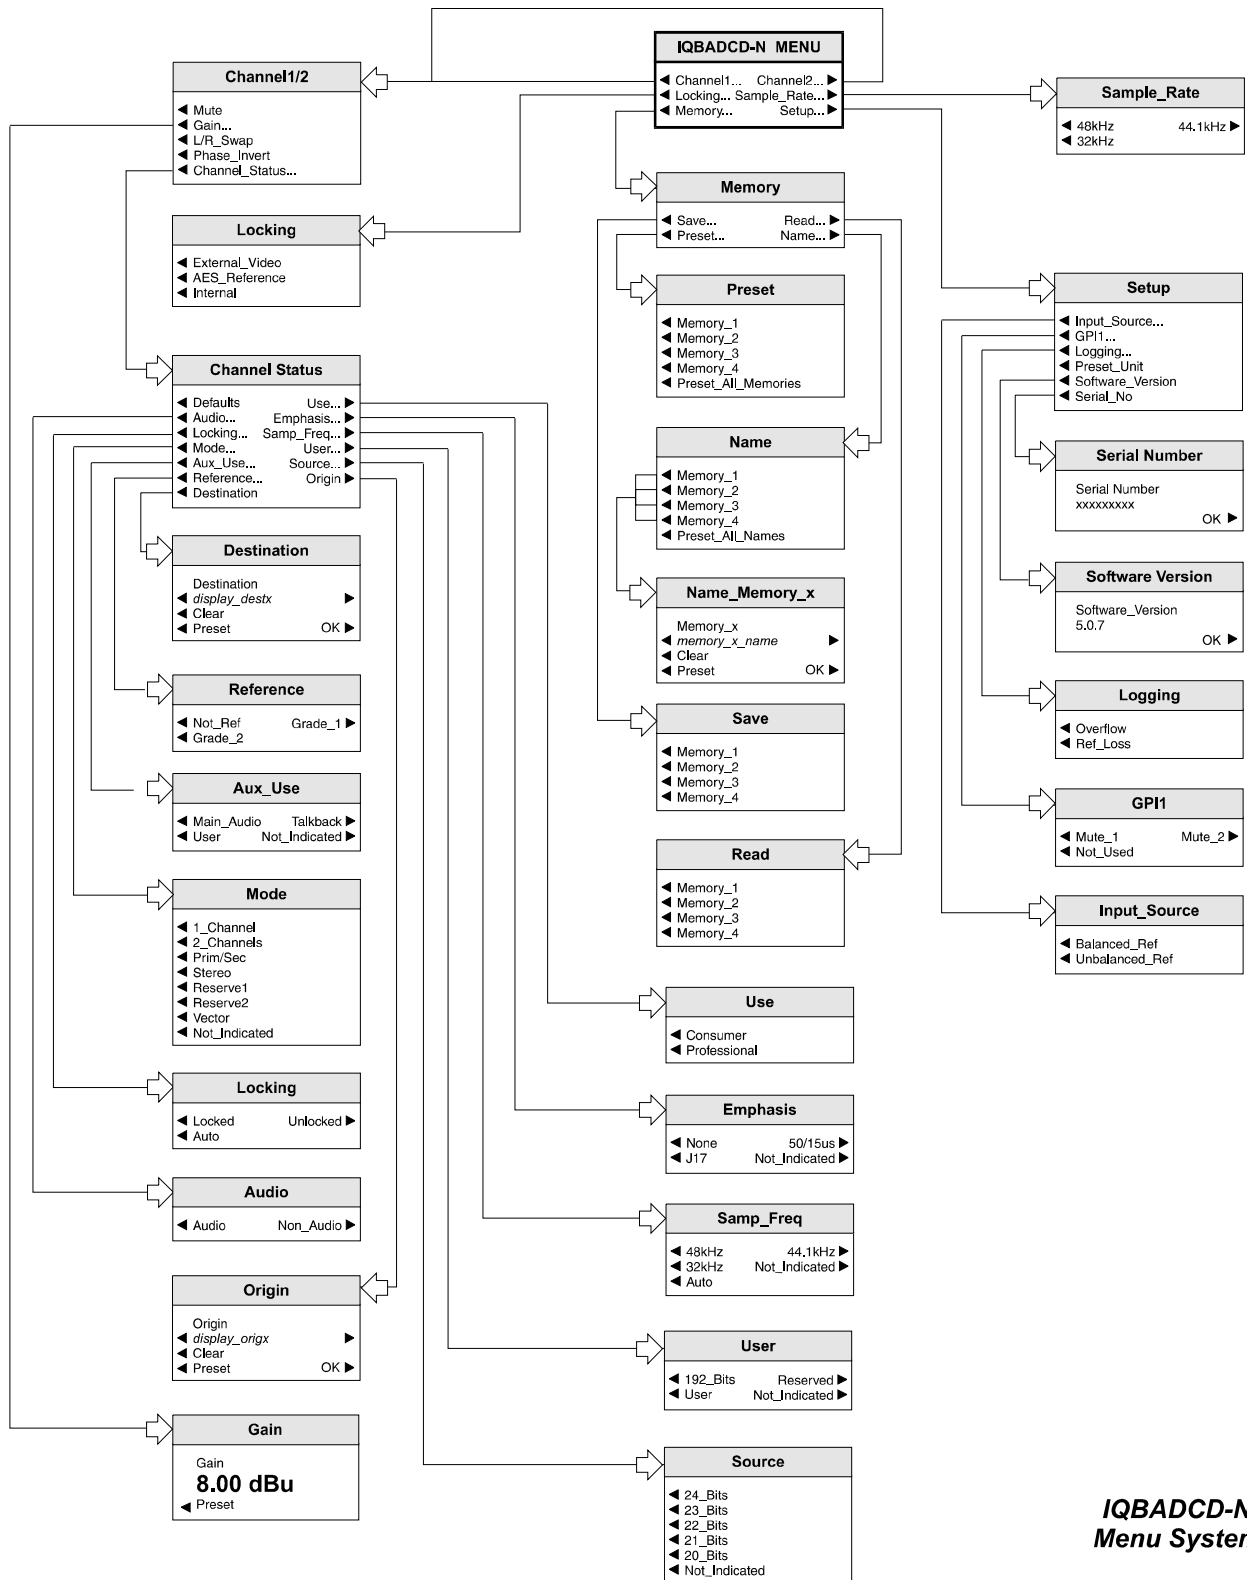 IQBADCD-N MENU
Channel1... Channel2...
Locking... Sample_Rate...
Memory... Setup...
Channel1/2
Mute
Gain...
L/R_Swap
Phase_Invert
Channel_Status...
Sample_Rate
48kHz 44.1kHz
32kHz
Memory
Save... Read...
Preset... Name...
Locking
External_Video
AES_Reference
Internal
Preset
Memory_1
Memory_2
Memory_3
Memory_4
Preset_All_Memories
Setup
Input_Source...
GPI1...
Logging...
Preset_Unit
Software_Version
Serial_No
Channel Status
Defaults Use...
Audio... Emphasis...
Locking... Samp_Freq...
Mode... User...
Aux_Use... Source...
Reference... Origin
Destination
Name
Memory_1
Memory_2
Memory_3
Memory_4
Preset_All_Names
Serial Number
Serial Number
xxxxxxxxx
OK
Destination
Destination
display_destx
Clear
Preset OK
Name_Memory_x
Memory_x
memory_x_name
Clear
Preset OK
Software Version
Software_Version
5.0.7
OK
Reference
Not_Ref Grade_1
Grade_2
Save
Memory_1
Memory_2
Memory_3
Memory_4
Logging
Overflow
Ref_Loss
Aux_Use
Main_Audio Talkback
User Not_Indicated
GPI1
Mute_1 Mute_2
Not_Used
Read
Memory_1
Memory_2
Memory_3
Memory_4
Mode
1_Channel
2_Channels
Prim/Sec
Stereo
Reserve1
Reserve2
Vector
Not_Indicated
Input_Source
Balanced_Ref
Unbalanced_Ref
Use
Consumer
Professional
Locking
Locked Unlocked
Auto
Emphasis
None 50/15us
J17 Not_Indicated
Audio
Audio Non_Audio
Samp_Freq
48kHz 44.1kHz
32kHz Not_Indicated
Auto
Origin
Origin
display_origx
Clear
Preset OK
User
192_Bits Reserved
User Not_Indicated
Gain
Gain
8.00 dBu
Preset
Source
24_Bits
23_Bits
22_Bits
21_Bits
20_Bits
Not_Indicated
IQBADCD-N
Menu System